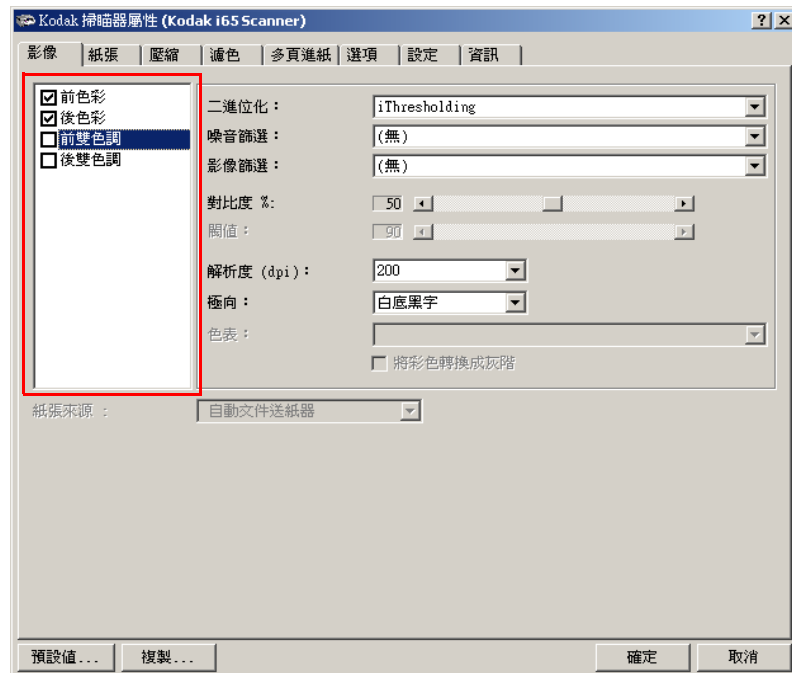 Kodak 掃瞄器屬性 (Kodak i65 Scanner)
影像 紙張 壓縮 濾色 多頁進紙 選項 設定 資訊
前色彩
後色彩
前雙色調
後雙色調
二進位化： iThresholding
噪音篩選： (無)
影像篩選： (無)
對比度 %: 50
閾值： 90
解析度 (dpi)： 200
極向： 白底黑字
色表：
將彩色轉換成灰階
紙張來源 ： 自動文件送紙器
預設值... 複製... 確定 取消